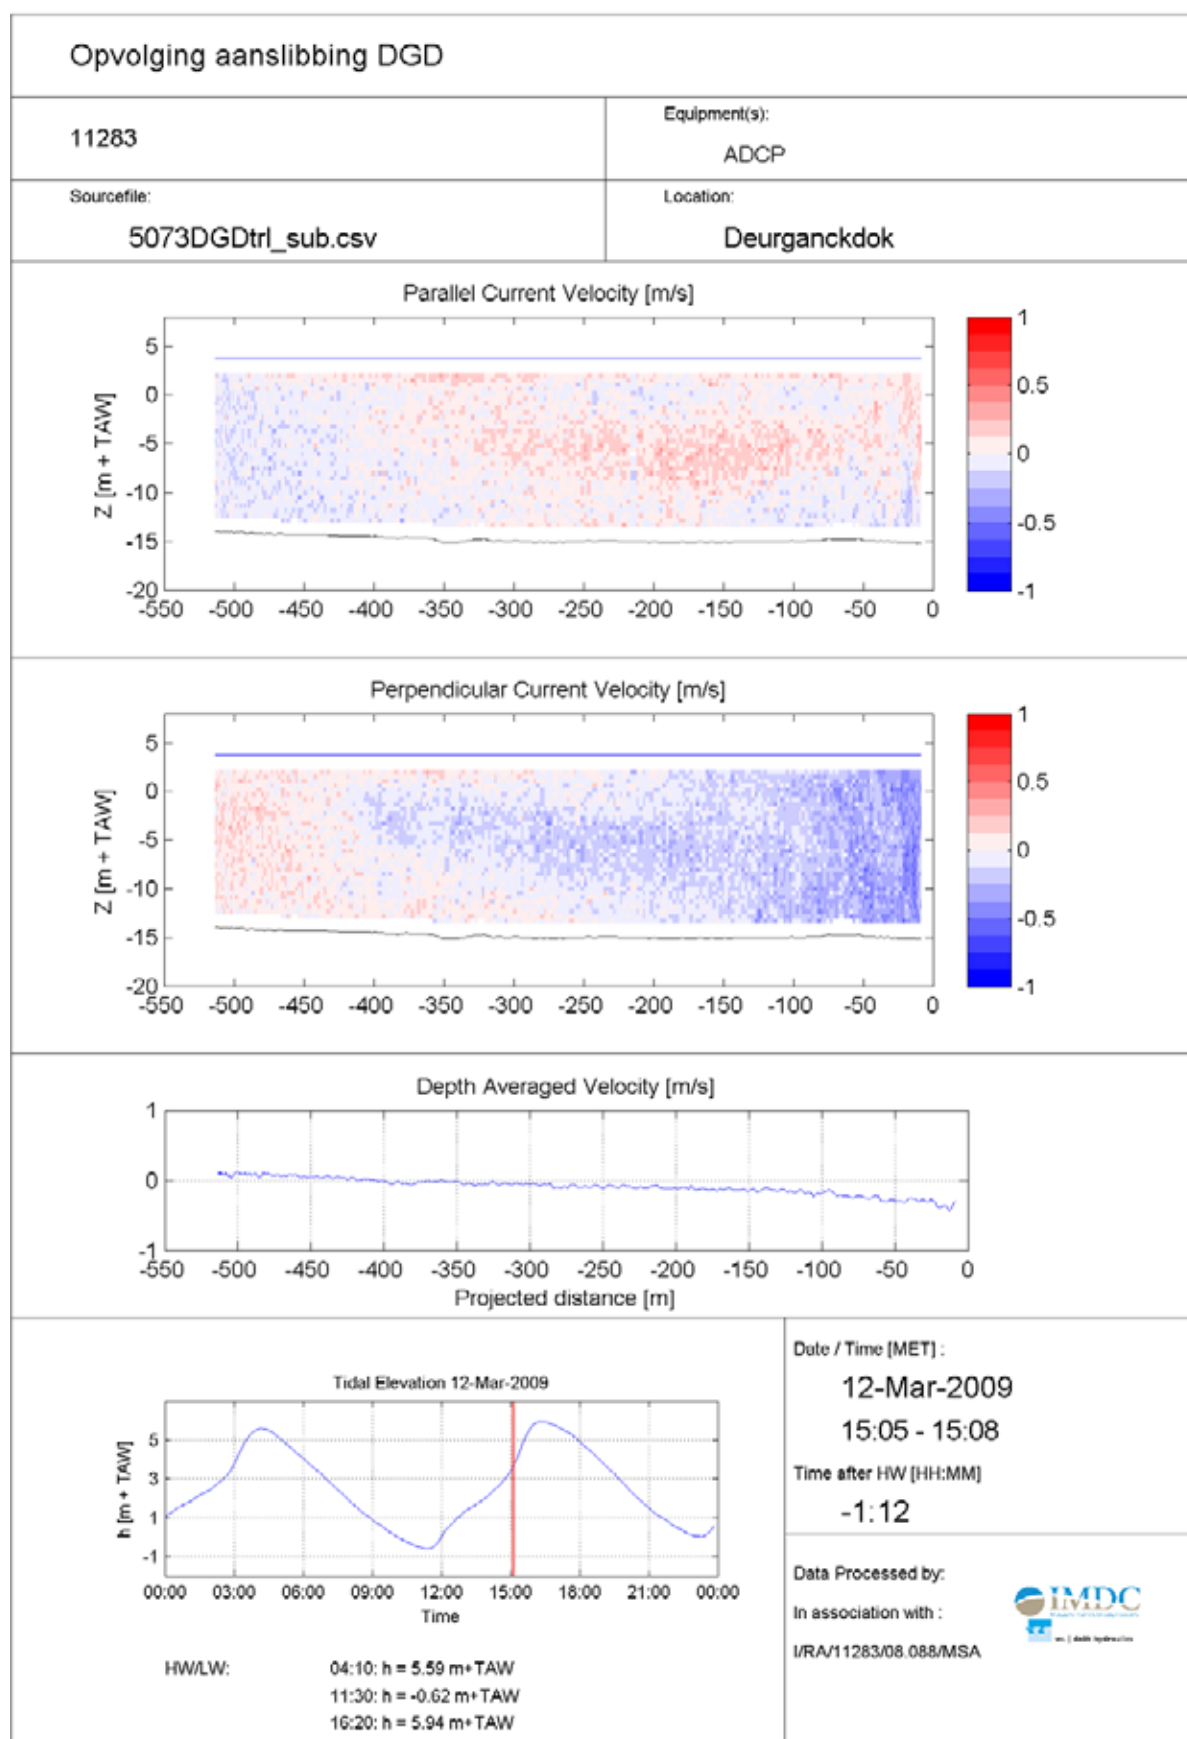 Opvolging aanslibbing DGD
11283
Equipment(s):
ADCP
Sourcefile:
5073DGDtrl_sub.csv
Location:
Deurganckdok
Parallel Current Velocity [m/s]
Z [m + TAW]
5
0
-5
-10
-15
-20
-550 -500 -450 -400 -350 -300 -250 -200 -150 -100 -50 0
1
0.5
0
-0.5
-1
Perpendicular Current Velocity [m/s]
Z [m + TAW]
5
0
-5
-10
-15
-20
-550 -500 -450 -400 -350 -300 -250 -200 -150 -100 -50 0
1
0.5
0
-0.5
-1
Depth Averaged Velocity [m/s]
1
0
-1
-550 -500 -450 -400 -350 -300 -250 -200 -150 -100 -50 0
Projected distance [m]
Tidal Elevation 12-Mar-2009
h [m + TAW]
5
3
1
-1
00:00 03:00 06:00 09:00 12:00 15:00 18:00 21:00 00:00
Time
HW/LW:
04:10: h = 5.59 m+TAW
11:30: h = -0.62 m+TAW
16:20: h = 5.94 m+TAW
Date / Time [MET] :
12-Mar-2009
15:05 - 15:08
Time after HW [HH:MM]
-1:12
Data Processed by:
In association with :
I/RA/11283/08.088/MSA
IMDC
wl | delft hydraulics